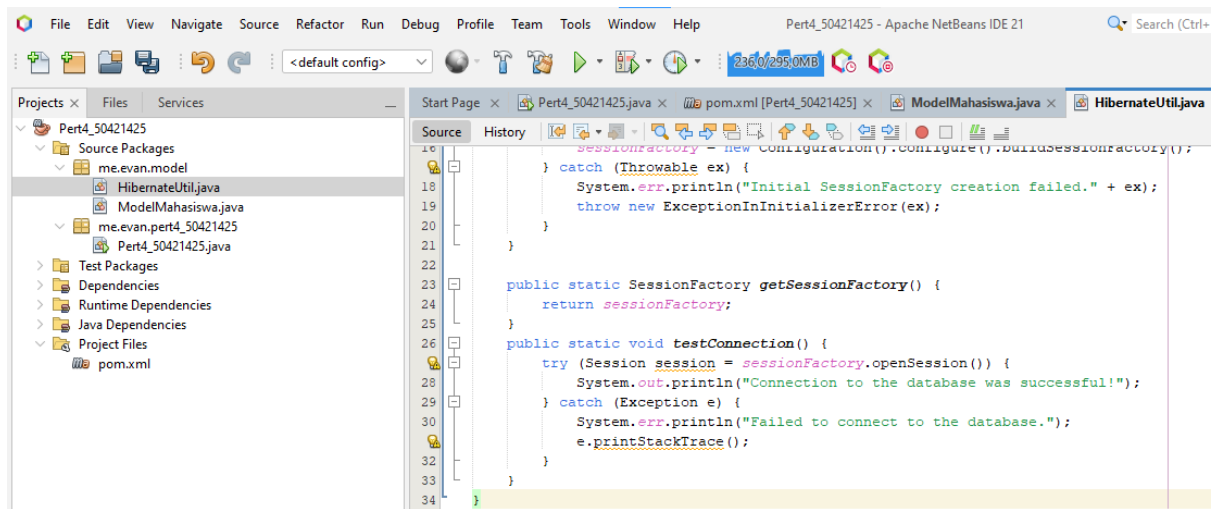 File Edit View Navigate Source Refactor Run Debug Profile Team Tools Window Help Pert4_50421425 - Apache NetBeans IDE 21 Search (Ctrl+
<default config> 236,0/295,0MB
Projects × Files Services
Start Page × Pert4_50421425.java × pom.xml [Pert4_50421425] × ModelMahasiswa.java × HibernateUtil.java
Pert4_50421425
Source Packages
me.evan.model
HibernateUtil.java
ModelMahasiswa.java
me.evan.pert4_50421425
Pert4_50421425.java
Test Packages
Dependencies
Runtime Dependencies
Java Dependencies
Project Files
pom.xml
Source History
16 sessionFactory = new Configuration().configure().buildSessionFactory();
} catch (Throwable ex) {
18 System.err.println("Initial SessionFactory creation failed." + ex);
19 throw new ExceptionInInitializerError(ex);
20 }
21 }
22
23 public static SessionFactory getSessionFactory() {
24 return sessionFactory;
25 }
26 public static void testConnection() {
try (Session session = sessionFactory.openSession()) {
28 System.out.println("Connection to the database was successful!");
29 } catch (Exception e) {
30 System.err.println("Failed to connect to the database.");
e.printStackTrace();
32 }
33 }
34 }